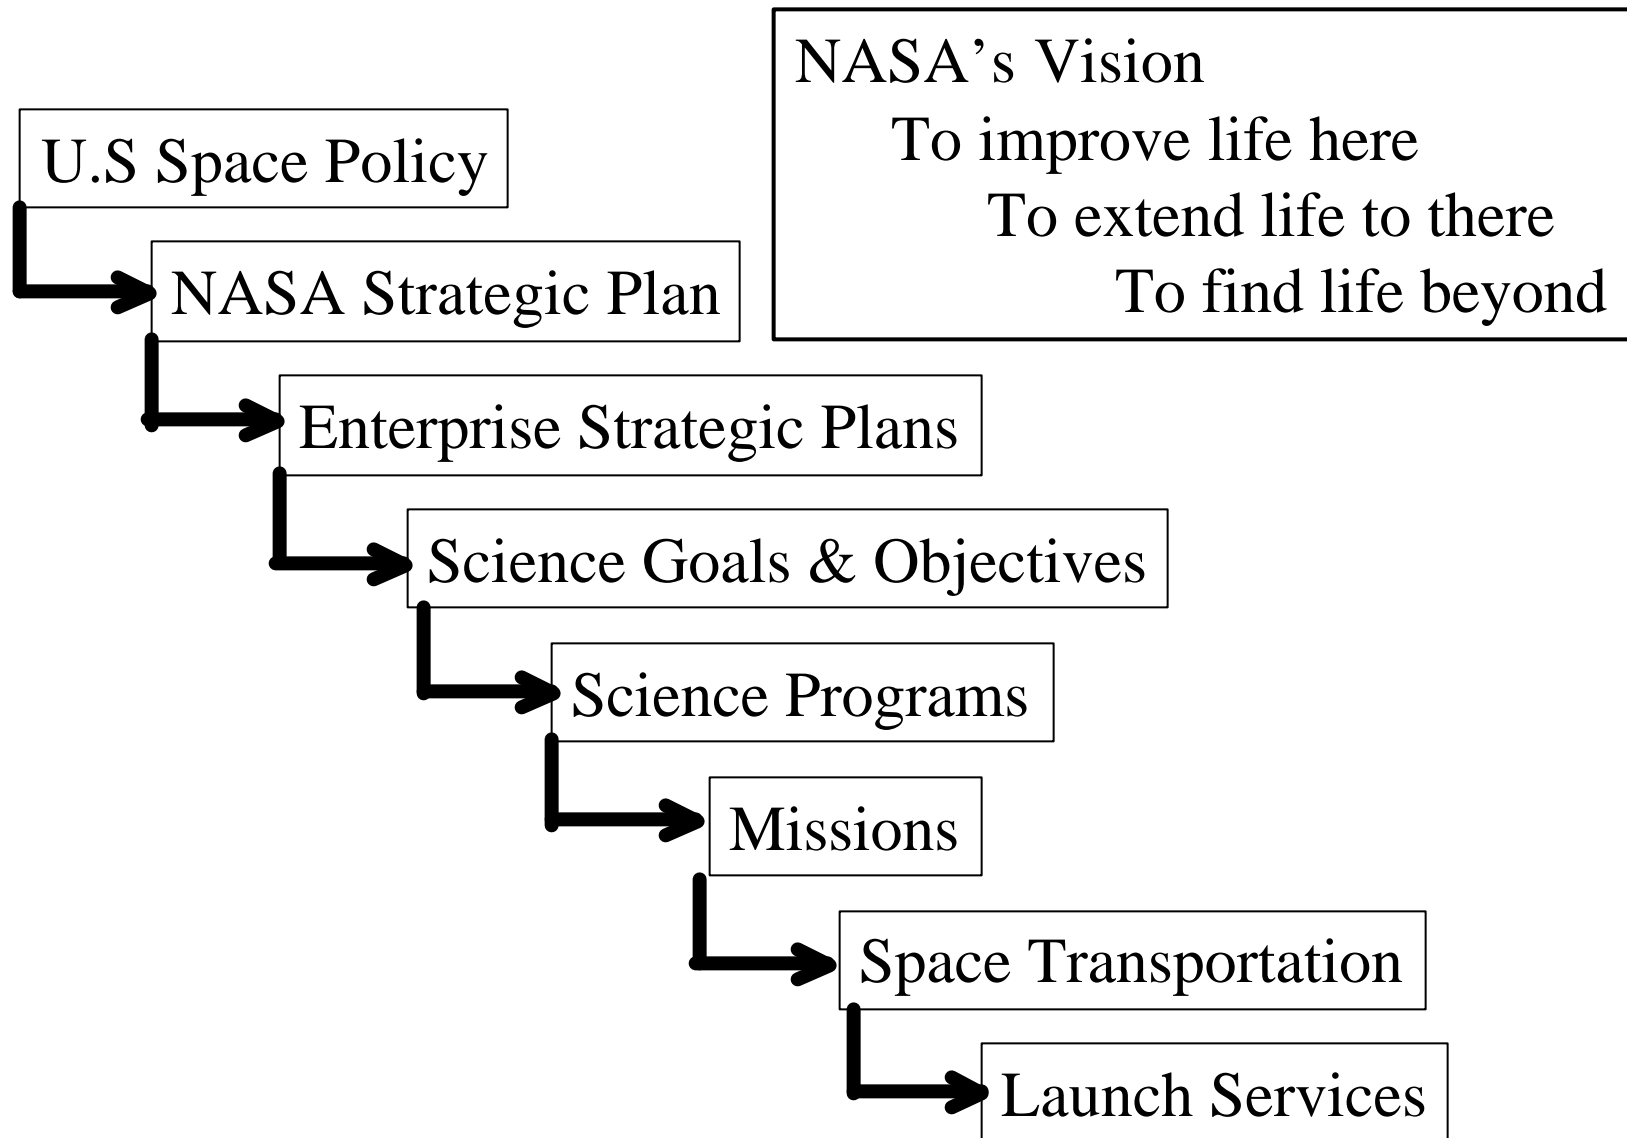 NASA’s Vision
To improve life here
To extend life to there
To find life beyond
U.S Space Policy
NASA Strategic Plan
Enterprise Strategic Plans
Science Goals & Objectives
Science Programs
Missions
Space Transportation
Launch Services